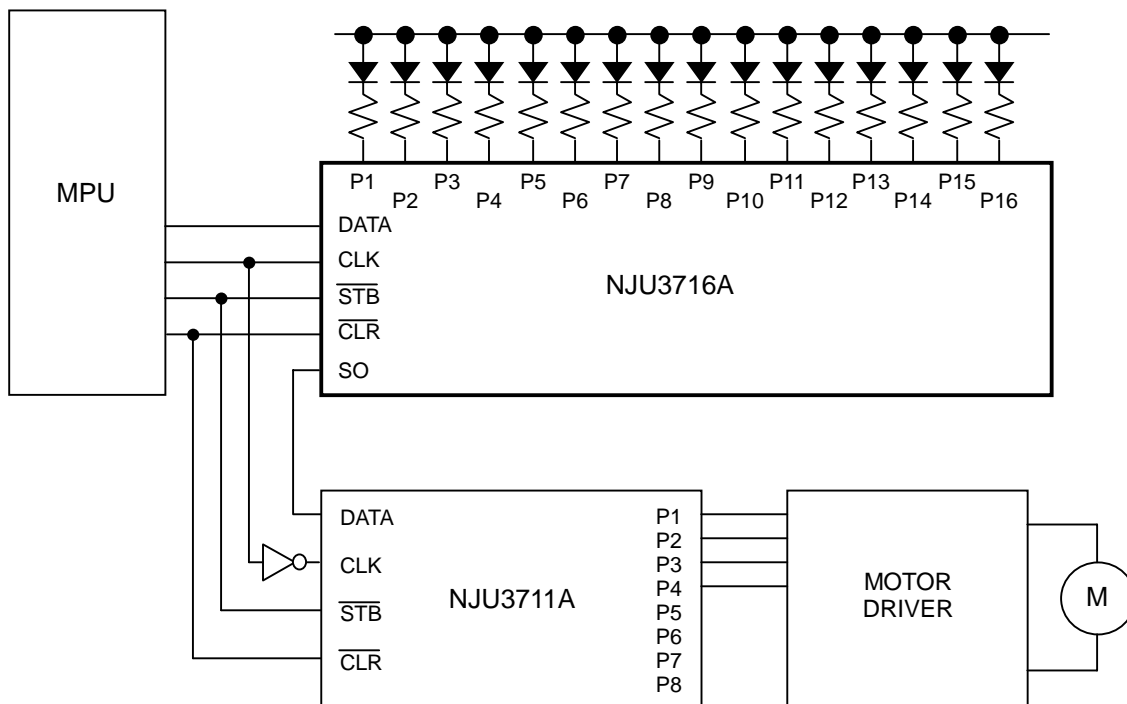 MPU
P1 P3 P5 P7 P9 P11 P13 P15
P2 P4 P6 P8 P10 P12 P14 P16
DATA
CLK
STB
CLR
SO
NJU3716A
DATA
CLK
STB
CLR
NJU3711A
P1
P2
P3
P4
P5
P6
P7
P8
MOTOR
DRIVER
M